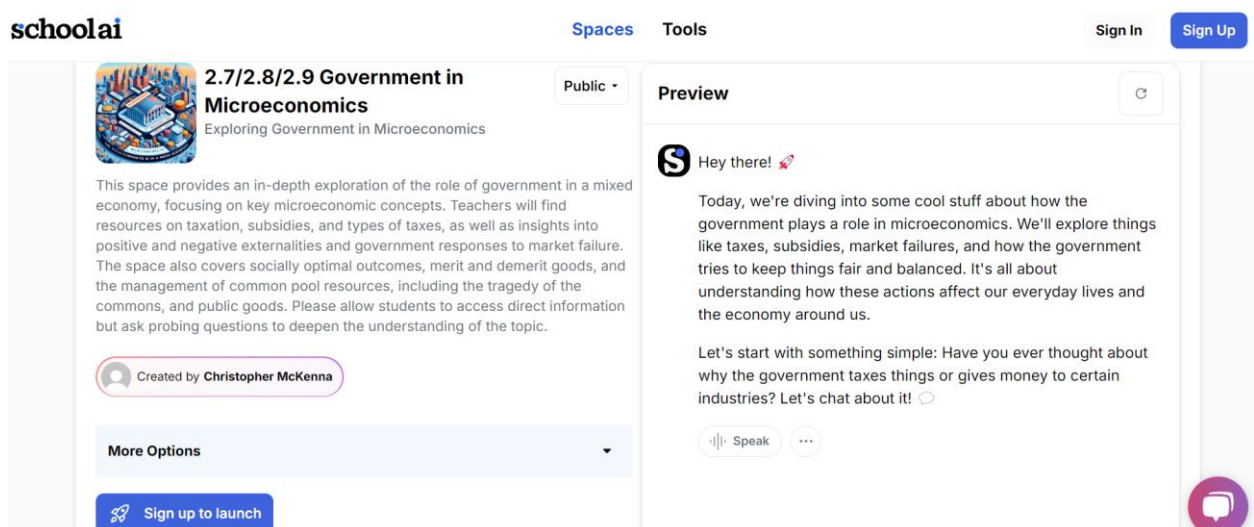 schoolai
Spaces
Tools
Sign In
Sign Up
2.7/2.8/2.9 Government in
Microeconomics
Exploring Government in Microeconomics
Public
This space provides an in-depth exploration of the role of government in a mixed
economy, focusing on key microeconomic concepts. Teachers will find
resources on taxation, subsidies, and types of taxes, as well as insights into
positive and negative externalities and government responses to market failure.
The space also covers socially optimal outcomes, merit and demerit goods, and
the management of common pool resources, including the tragedy of the
commons, and public goods. Please allow students to access direct information
but ask probing questions to deepen the understanding of the topic.
Created by Christopher McKenna
More Options
Sign up to launch
Preview
Hey there! 🚀
Today, we're diving into some cool stuff about how the
government plays a role in microeconomics. We'll explore things
like taxes, subsidies, market failures, and how the government
tries to keep things fair and balanced. It's all about
understanding how these actions affect our everyday lives and
the economy around us.
Let's start with something simple: Have you ever thought about
why the government taxes things or gives money to certain
industries? Let's chat about it! 💬
Speak